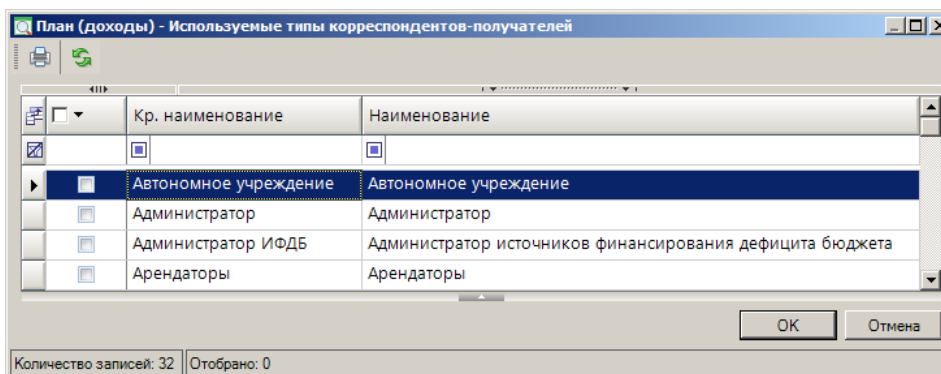 План (доходы) - Используемые типы корреспондентов-получателей
Кр. наименование Наименование
Автономное учреждение Автономное учреждение
Администратор Администратор
Администратор ИФДБ Администратор источников финансирования дефицита бюджета
Арендаторы Арендаторы
OK Отмена
Количество записей: 32 Отобрано: 0